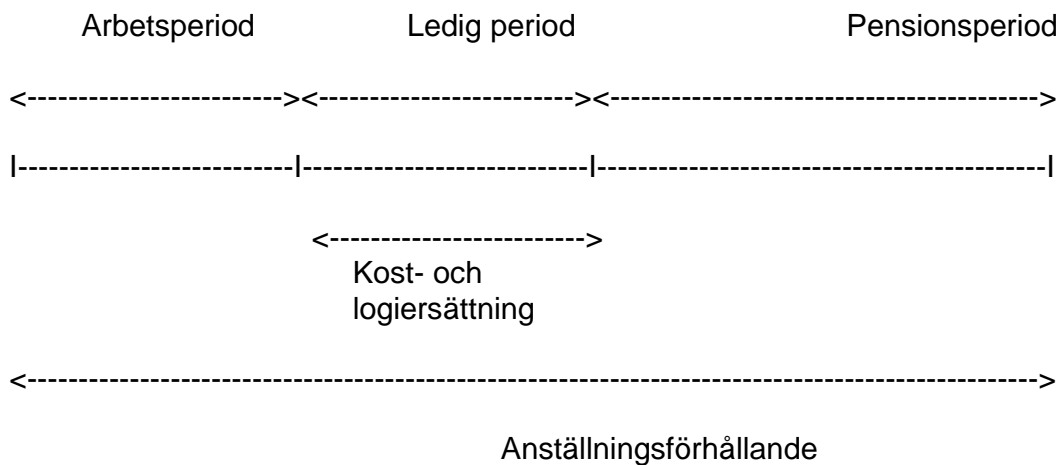 Arbetsperiod Ledig period Pensionsperiod
<--------------------------><--------------------------><------------------------------------------>
|---------------------------|----------------------------|--------------------------------------------|
<------------------------->
Kost- och
logiersättning
<---------------------------------------------------------------------------------------------------->
Anställningsförhållande